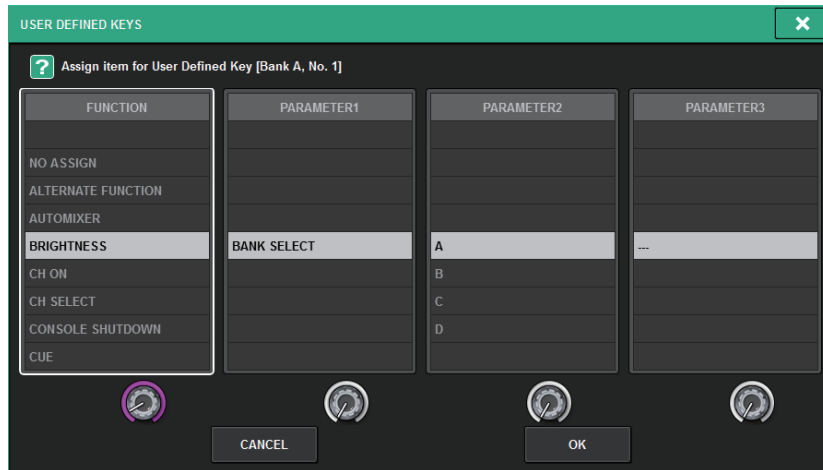 USER DEFINED KEYS
Assign item for User Defined Key [Bank A, No. 1]
FUNCTION PARAMETER1 PARAMETER2 PARAMETER3
NO ASSIGN
ALTERNATE FUNCTION
AUTOMIXER
BRIGHTNESS BANK SELECT A ---
CH ON B
CH SELECT C
CONSOLE SHUTDOWN D
CUE
CANCEL OK